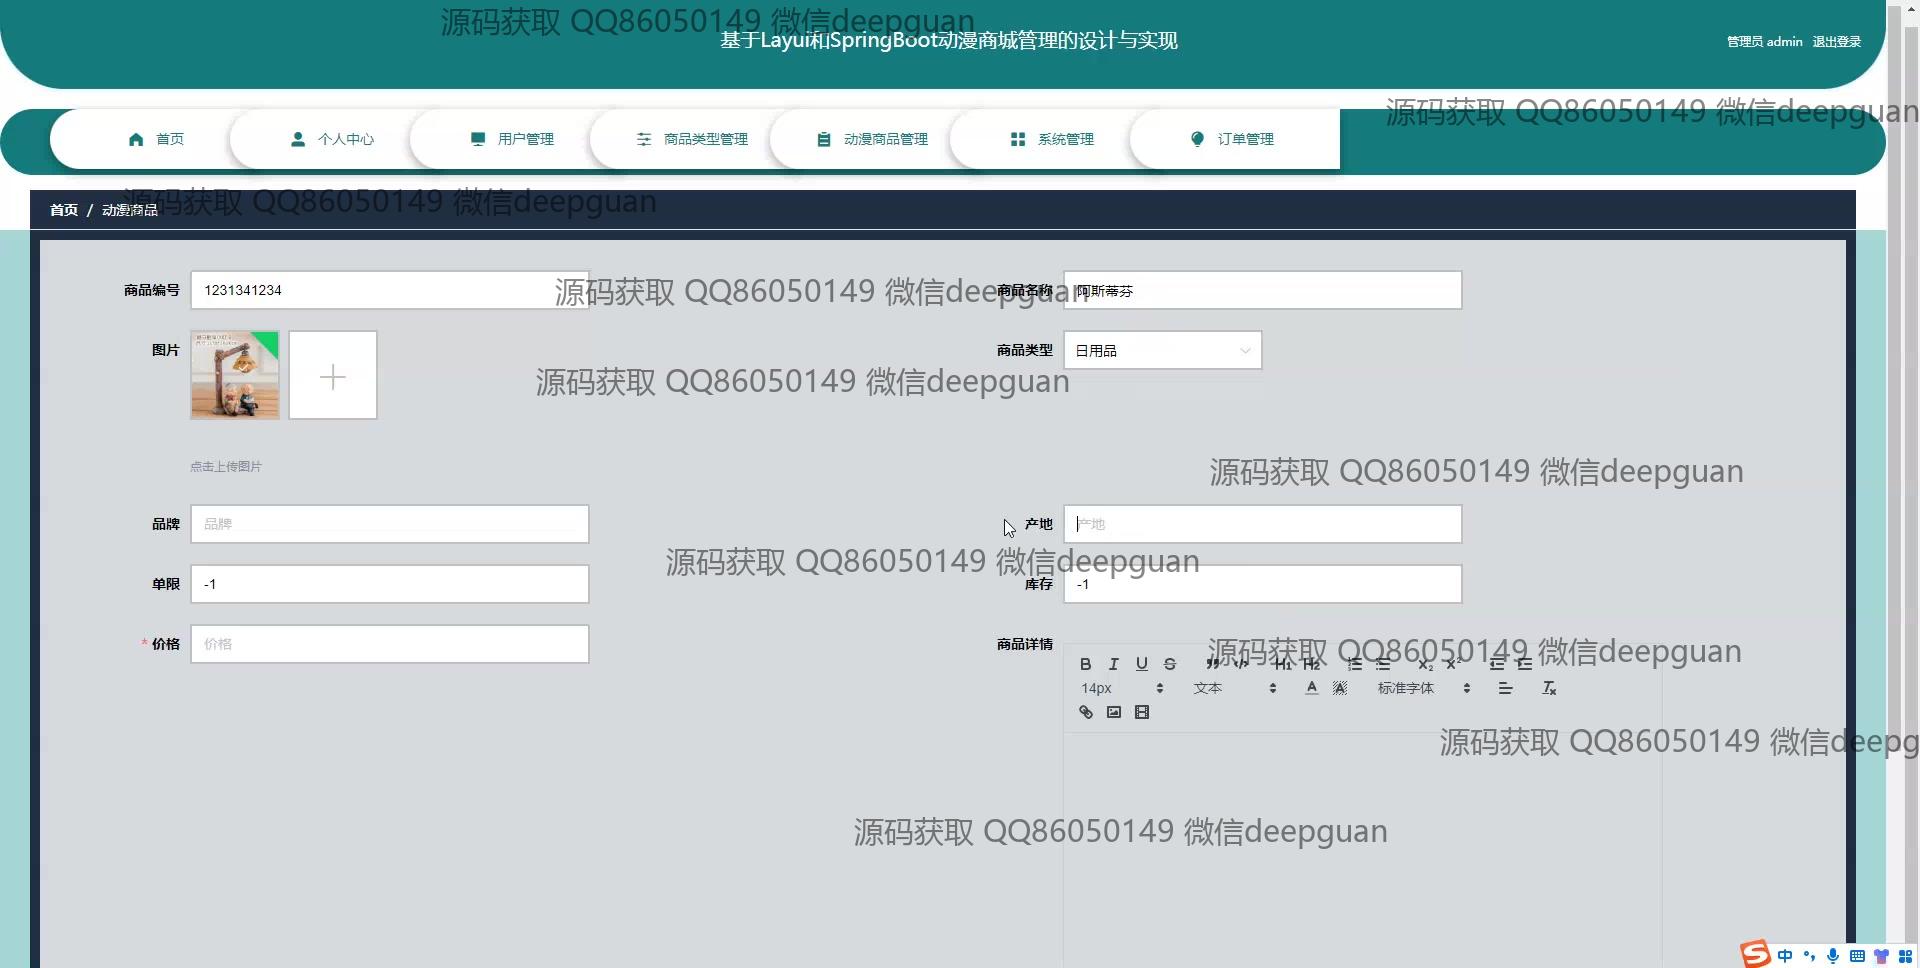 源码获取 QQ86050149 微信deepguan
基于Layui和SpringBoot动漫商城管理的设计与实现
管理员 admin 退出登录
源码获取 QQ86050149 微信deepguan
首页 个人中心 用户管理 商品类型管理 动漫商品管理 系统管理 订单管理
源码获取 QQ86050149 微信deepguan
首页 / 动漫商品
商品编号 1231341234
源码获取 QQ86050149 微信deepguan
商品名称 阿斯蒂芬
图片
商品类型 日用品
源码获取 QQ86050149 微信deepguan
点击上传图片
源码获取 QQ86050149 微信deepguan
品牌 品牌
产地 产地
源码获取 QQ86050149 微信deepguan
单限 -1
库存 -1
* 价格 价格
商品详情
源码获取 QQ86050149 微信deepguan
B I U S H1 H2 X₂ X²
14px 文本 A A 标准字体 Tx
源码获取 QQ86050149 微信deepg
源码获取 QQ86050149 微信deepguan
S 中